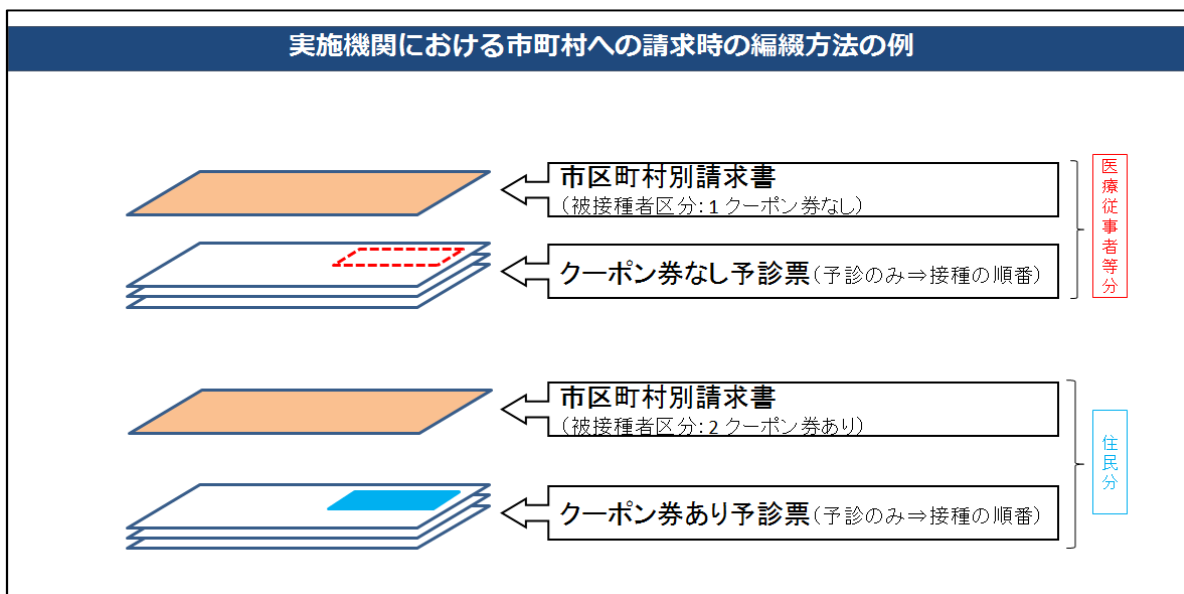 実施機関における市町村への請求時の編綴方法の例
市区町村別請求書
（被接種者区分：1 クーポン券なし）
クーポン券なし予診票（予診のみ⇒接種の順番）
医療従事者等分
市区町村別請求書
（被接種者区分：2 クーポン券あり）
クーポン券あり予診票（予診のみ⇒接種の順番）
住民分